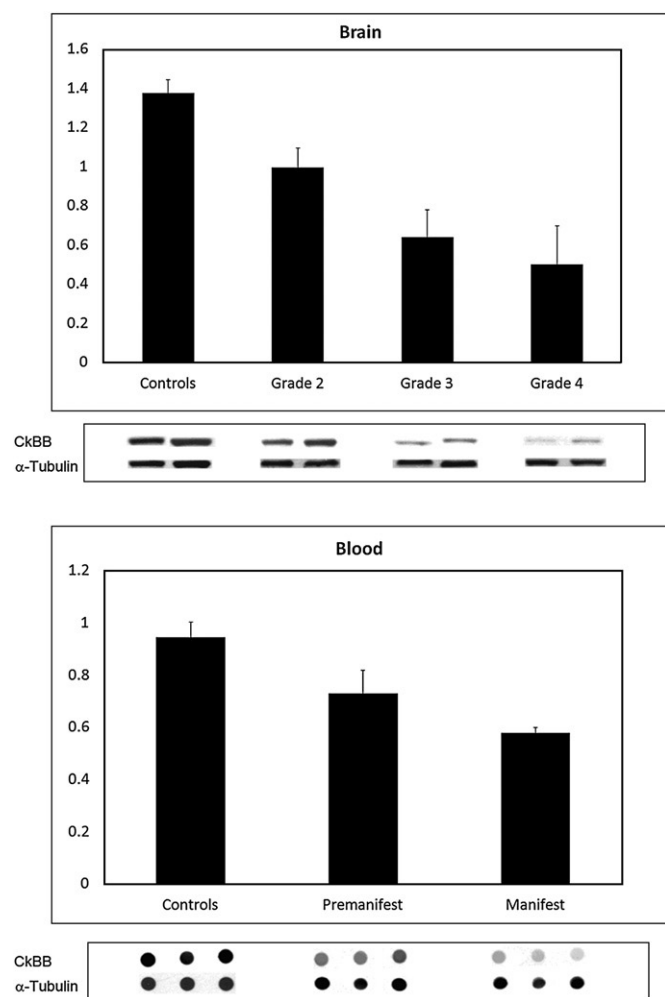 Brain
1.6
1.4
1.2
1
0.8
0.6
0.4
0.2
0
Controls Grade 2 Grade 3 Grade 4
CkBB
α-Tubulin
Blood
1.2
1
0.8
0.6
0.4
0.2
0
Controls Premanifest Manifest
CkBB
α-Tubulin